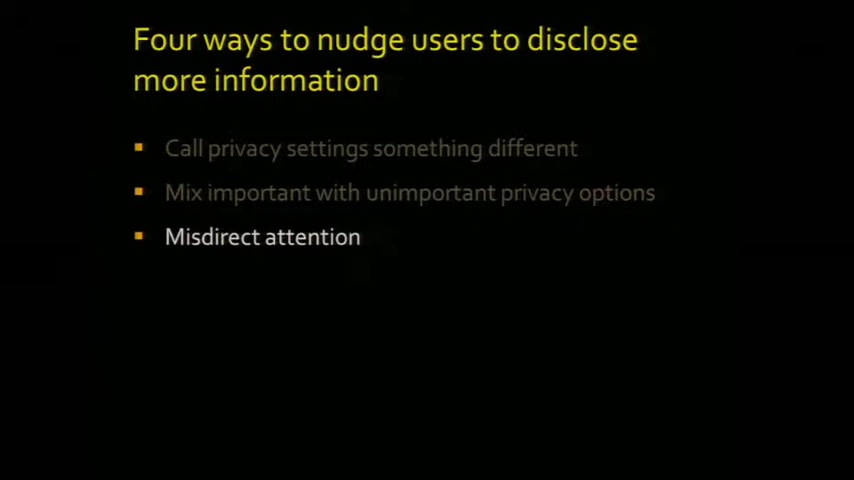 Four ways to nudge users to disclose
more information
Call privacy settings something different
Mix important with unimportant privacy options
Misdirect attention